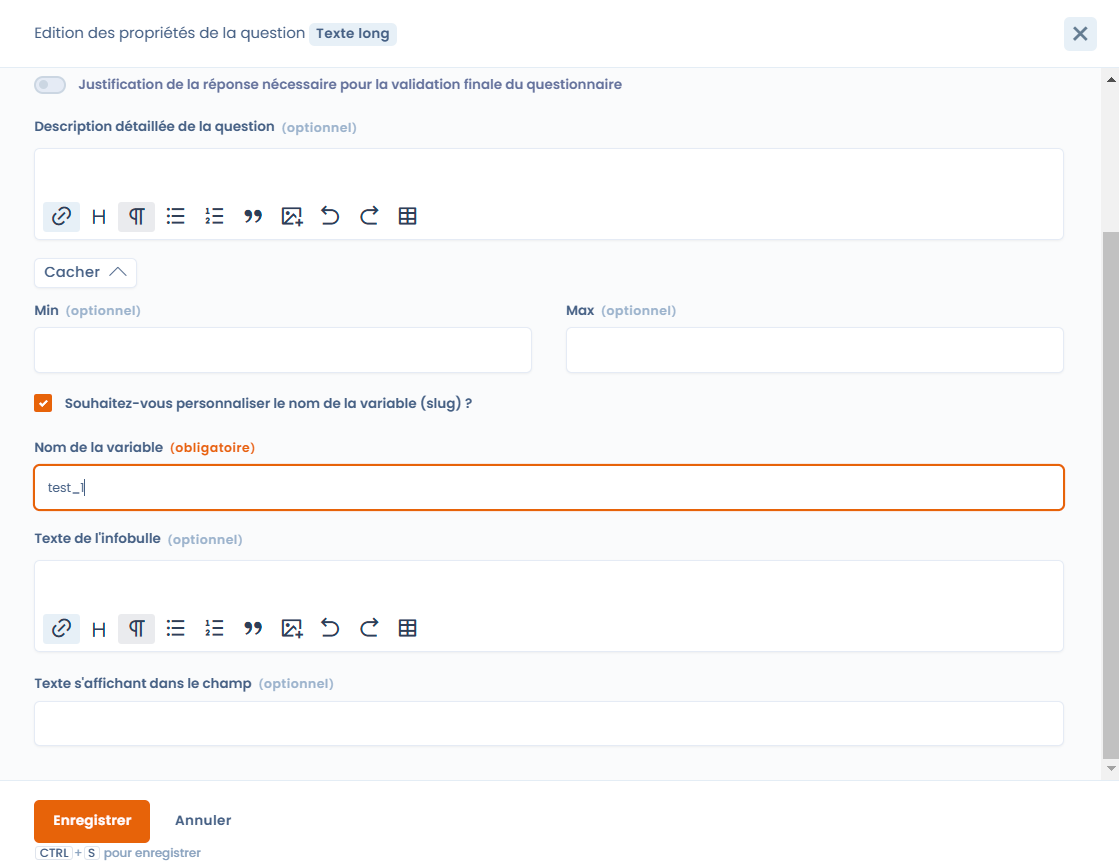 Edition des propriétés de la question Texte long
Justification de la réponse nécessaire pour la validation finale du questionnaire
Description détaillée de la question (optionnel)
Cacher
Min (optionnel) Max (optionnel)
Souhaitez-vous personnaliser le nom de la variable (slug) ?
Nom de la variable (obligatoire)
test_1
Texte de l'infobulle (optionnel)
Texte s'affichant dans le champ (optionnel)
Enregistrer Annuler
CTRL + S pour enregistrer